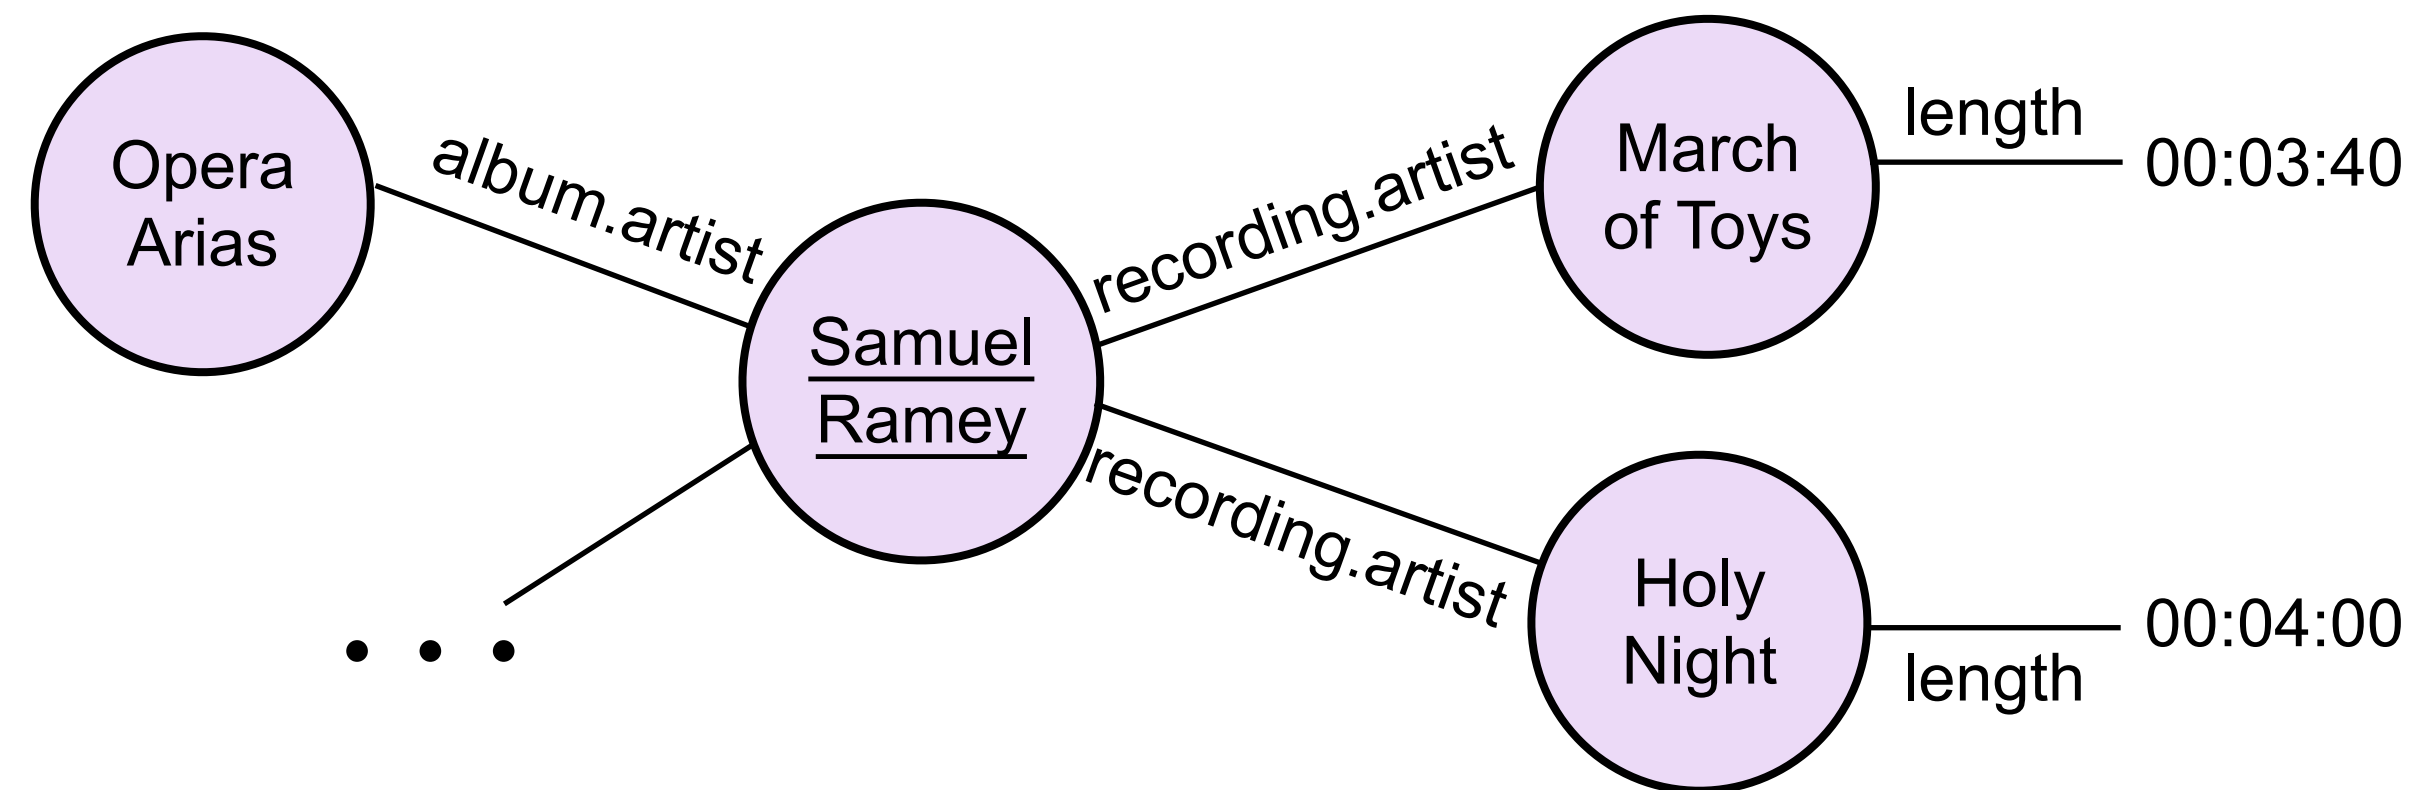 Opera
Arias
album.artist
Samuel
Ramey
recording.artist
March
of Toys
length
00:03:40
recording.artist
Holy
Night
length
00:04:00